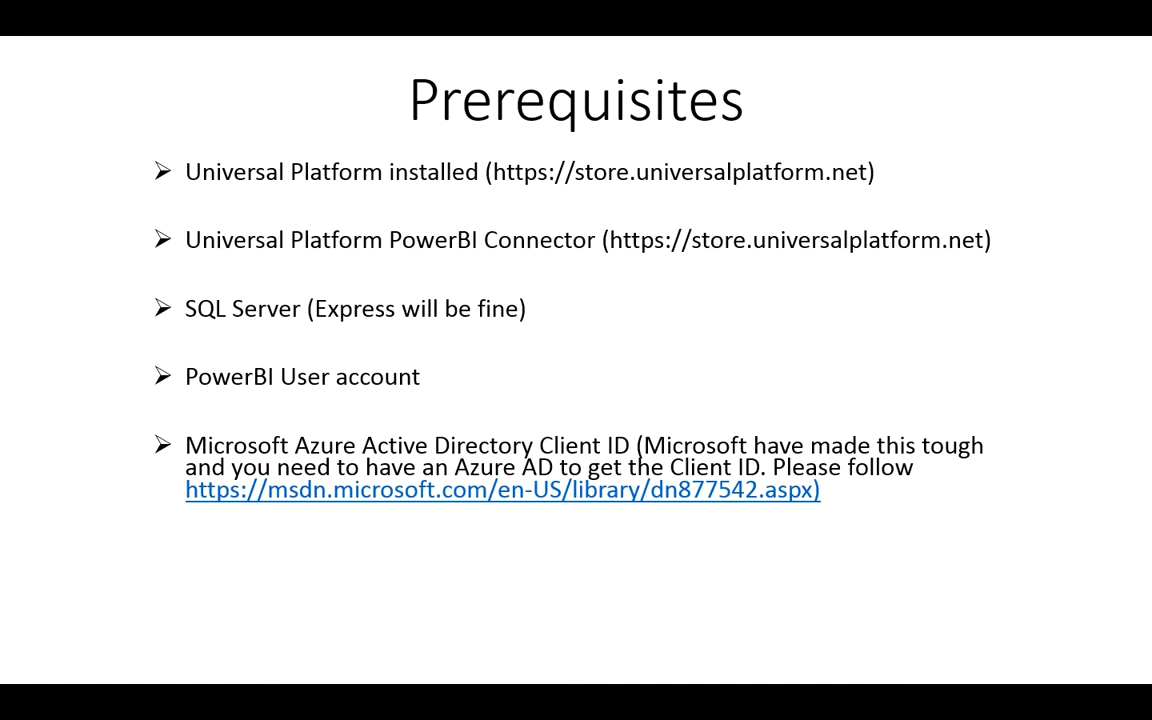 Prerequisites
➢ Universal Platform installed (https://store.universalplatform.net)
➢ Universal Platform PowerBI Connector (https://store.universalplatform.net)
➢ SQL Server (Express will be fine)
➢ PowerBI User account
➢ Microsoft Azure Active Directory Client ID (Microsoft have made this tough
and you need to have an Azure AD to get the Client ID. Please follow
https://msdn.microsoft.com/en-US/library/dn877542.aspx)